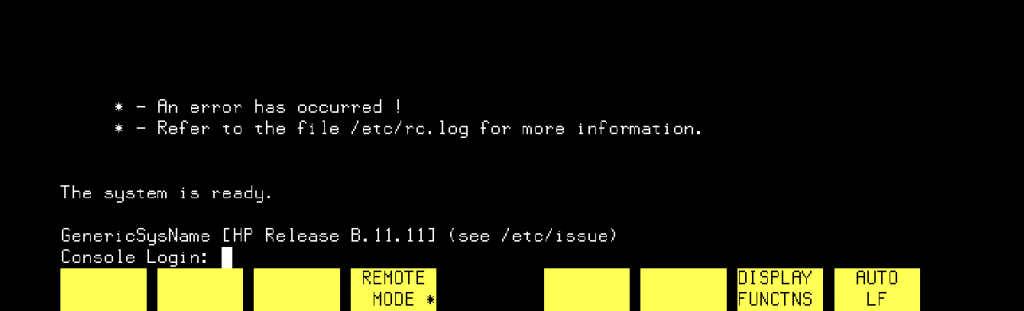 * - An error has occurred !
* - Refer to the file /etc/rc.log for more information.
The system is ready.
GenericSysName [HP Release B.11.11] (see /etc/issue)
Console Login:
REMOTE MODE *
DISPLAY FUNCTNS
AUTO LF